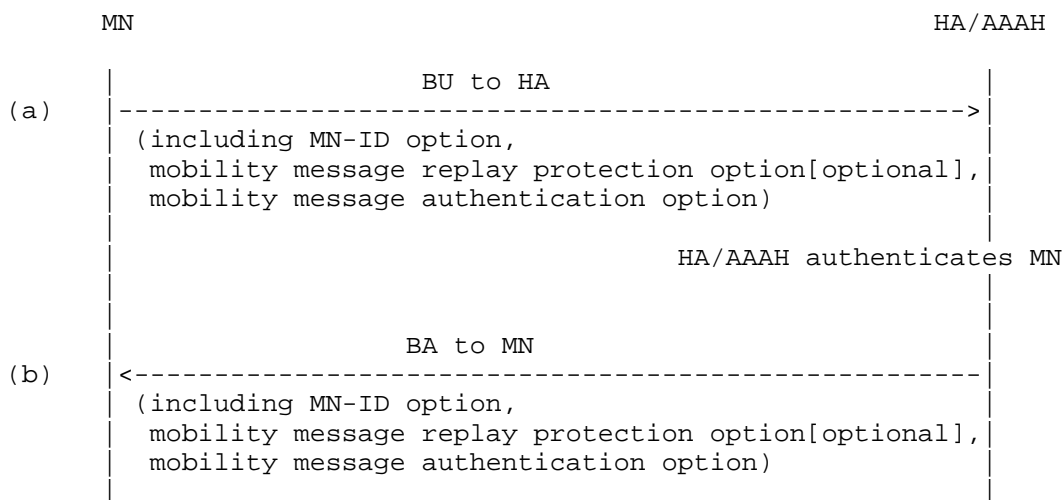 MN HA/AAAH
BU to HA
(a) |----------------------------------------------------->|
(including MN-ID option,
mobility message replay protection option[optional],
mobility message authentication option)
HA/AAAH authenticates MN
BA to MN
(b) |<-----------------------------------------------------|
(including MN-ID option,
mobility message replay protection option[optional],
mobility message authentication option)